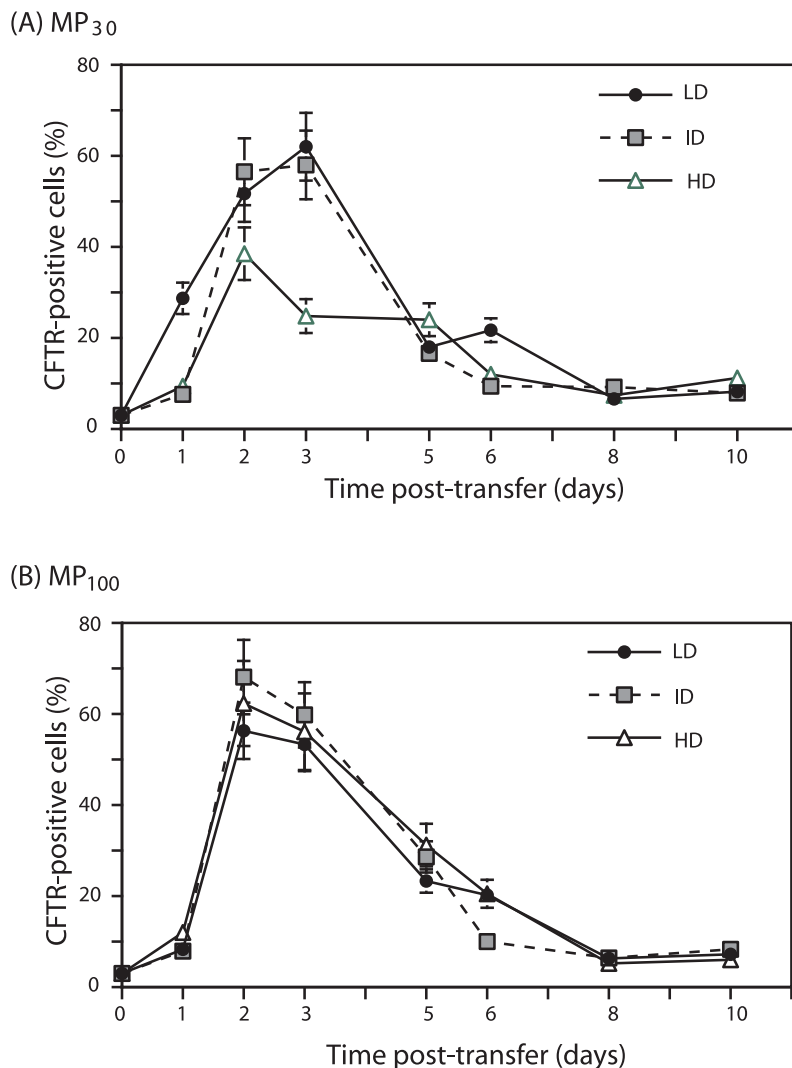 (A) MP30
80
60
40
20
0
CFTR-positive cells (%)
LD
ID
HD
0 1 2 3 5 6 8 10
Time post-transfer (days)
(B) MP100
80
60
40
20
0
CFTR-positive cells (%)
LD
ID
HD
0 1 2 3 5 6 8 10
Time post-transfer (days)